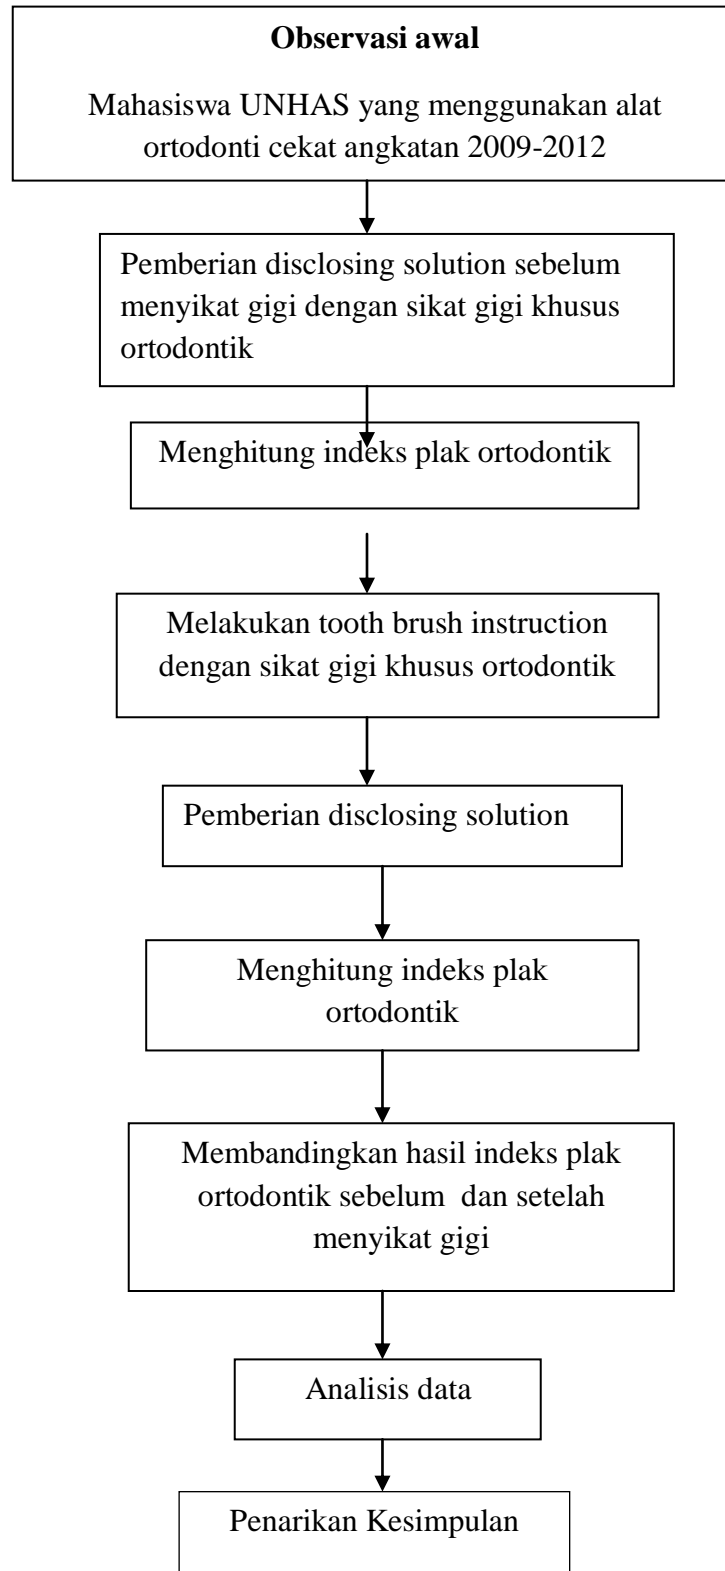 Observasi awal
Mahasiswa UNHAS yang menggunakan alat
ortodonti cekat angkatan 2009-2012
Pemberian disclosing solution sebelum
menyikat gigi dengan sikat gigi khusus
ortodontik
Menghitung indeks plak ortodontik
Melakukan tooth brush instruction
dengan sikat gigi khusus ortodontik
Pemberian disclosing solution
Menghitung indeks plak
ortodontik
Membandingkan hasil indeks plak
ortodontik sebelum dan setelah
menyikat gigi
Analisis data
Penarikan Kesimpulan